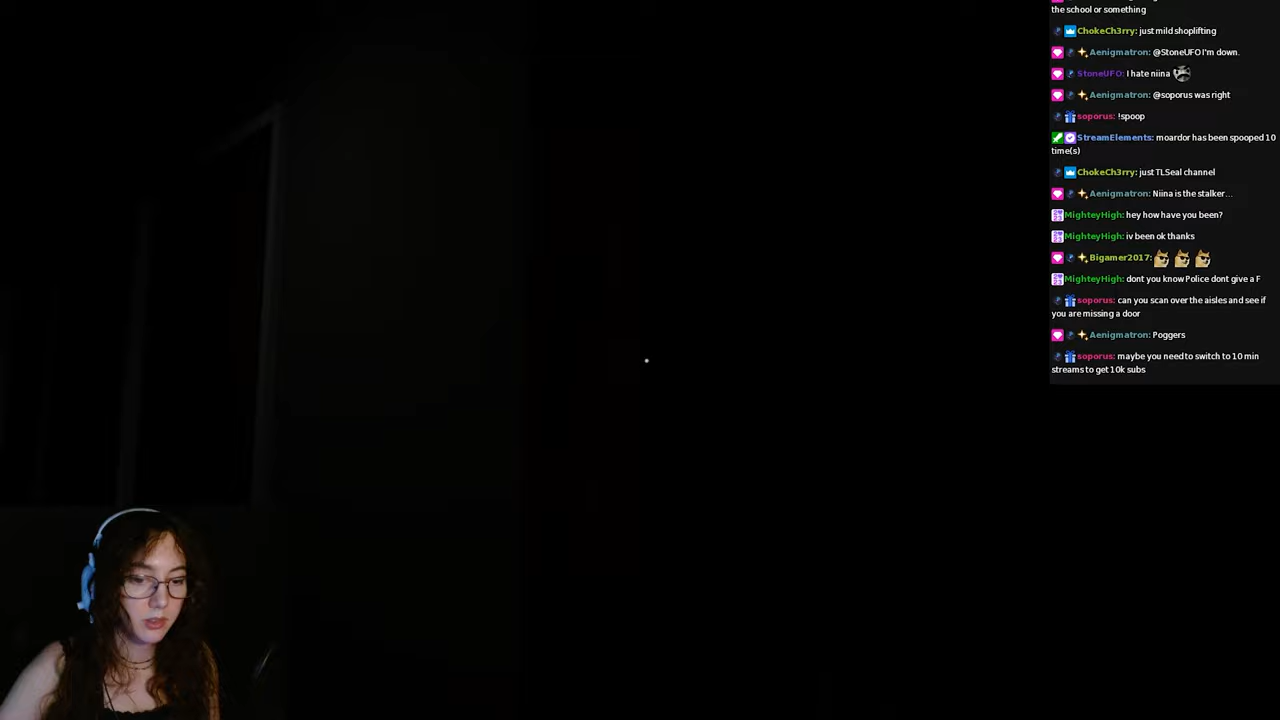 the school or something
ChokeCh3rry: just mild shoplifting
Aenigmatron: @StoneUFO I'm down.
StoneUFO: I hate niina
Aenigmatron: @soporus was right
soporus: !spoop
StreamElements: moardor has been spooped 10
time(s)
ChokeCh3rry: just TLSeal channel
Aenigmatron: Niina is the stalker...
MighteyHigh: hey how have you been?
MighteyHigh: iv been ok thanks
Bigamer2017:
MighteyHigh: dont you know Police dont give a F
soporus: can you scan over the aisles and see if
you are missing a door
Aenigmatron: Poggers
soporus: maybe you need to switch to 10 min
streams to get 10k subs